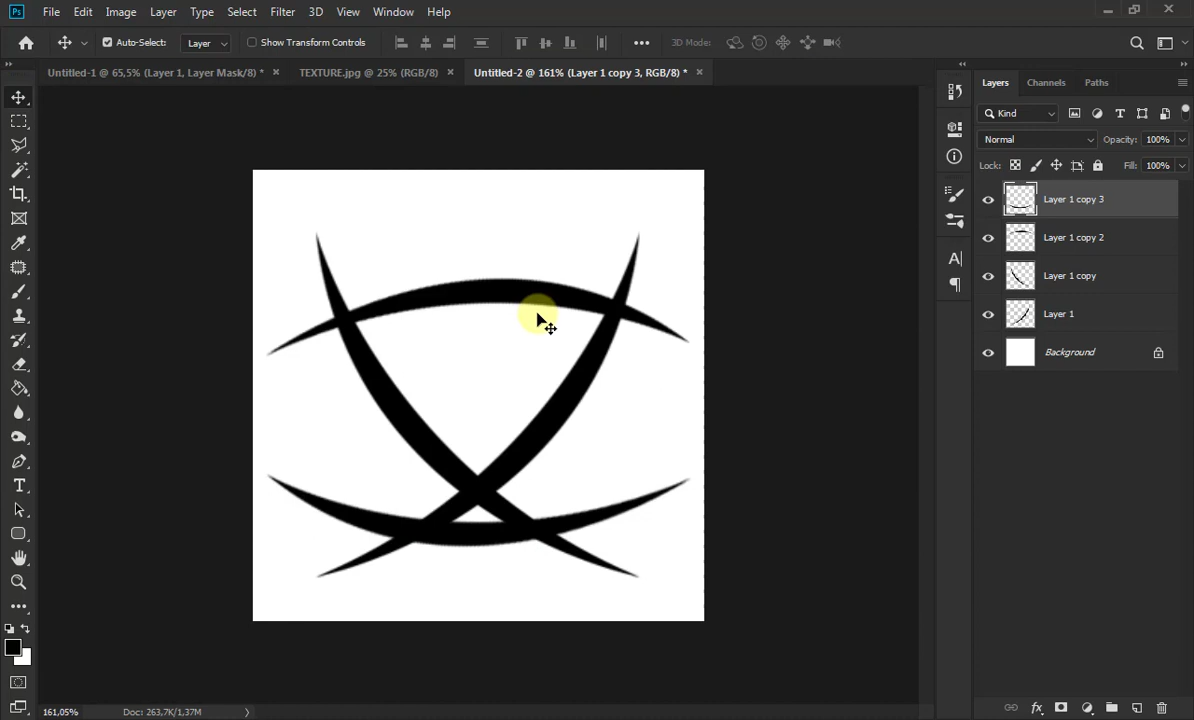 Ps File Edit Image Layer Type Select Filter 3D View Window Help
Auto-Select: Layer Show Transform Controls 3D Mode:
Untitled-1 @ 65,5% (Layer 1, Layer Mask/8) * × TEXTURE.jpg @ 25% (RGB/8) × Untitled-2 @ 161% (Layer 1 copy 3, RGB/8) * ×
Layers Channels Paths
Kind
Normal Opacity: 100%
Lock: Fill: 100%
Layer 1 copy 3
Layer 1 copy 2
Layer 1 copy
Layer 1
Background
161,05% Doc: 263,7K/1,37M